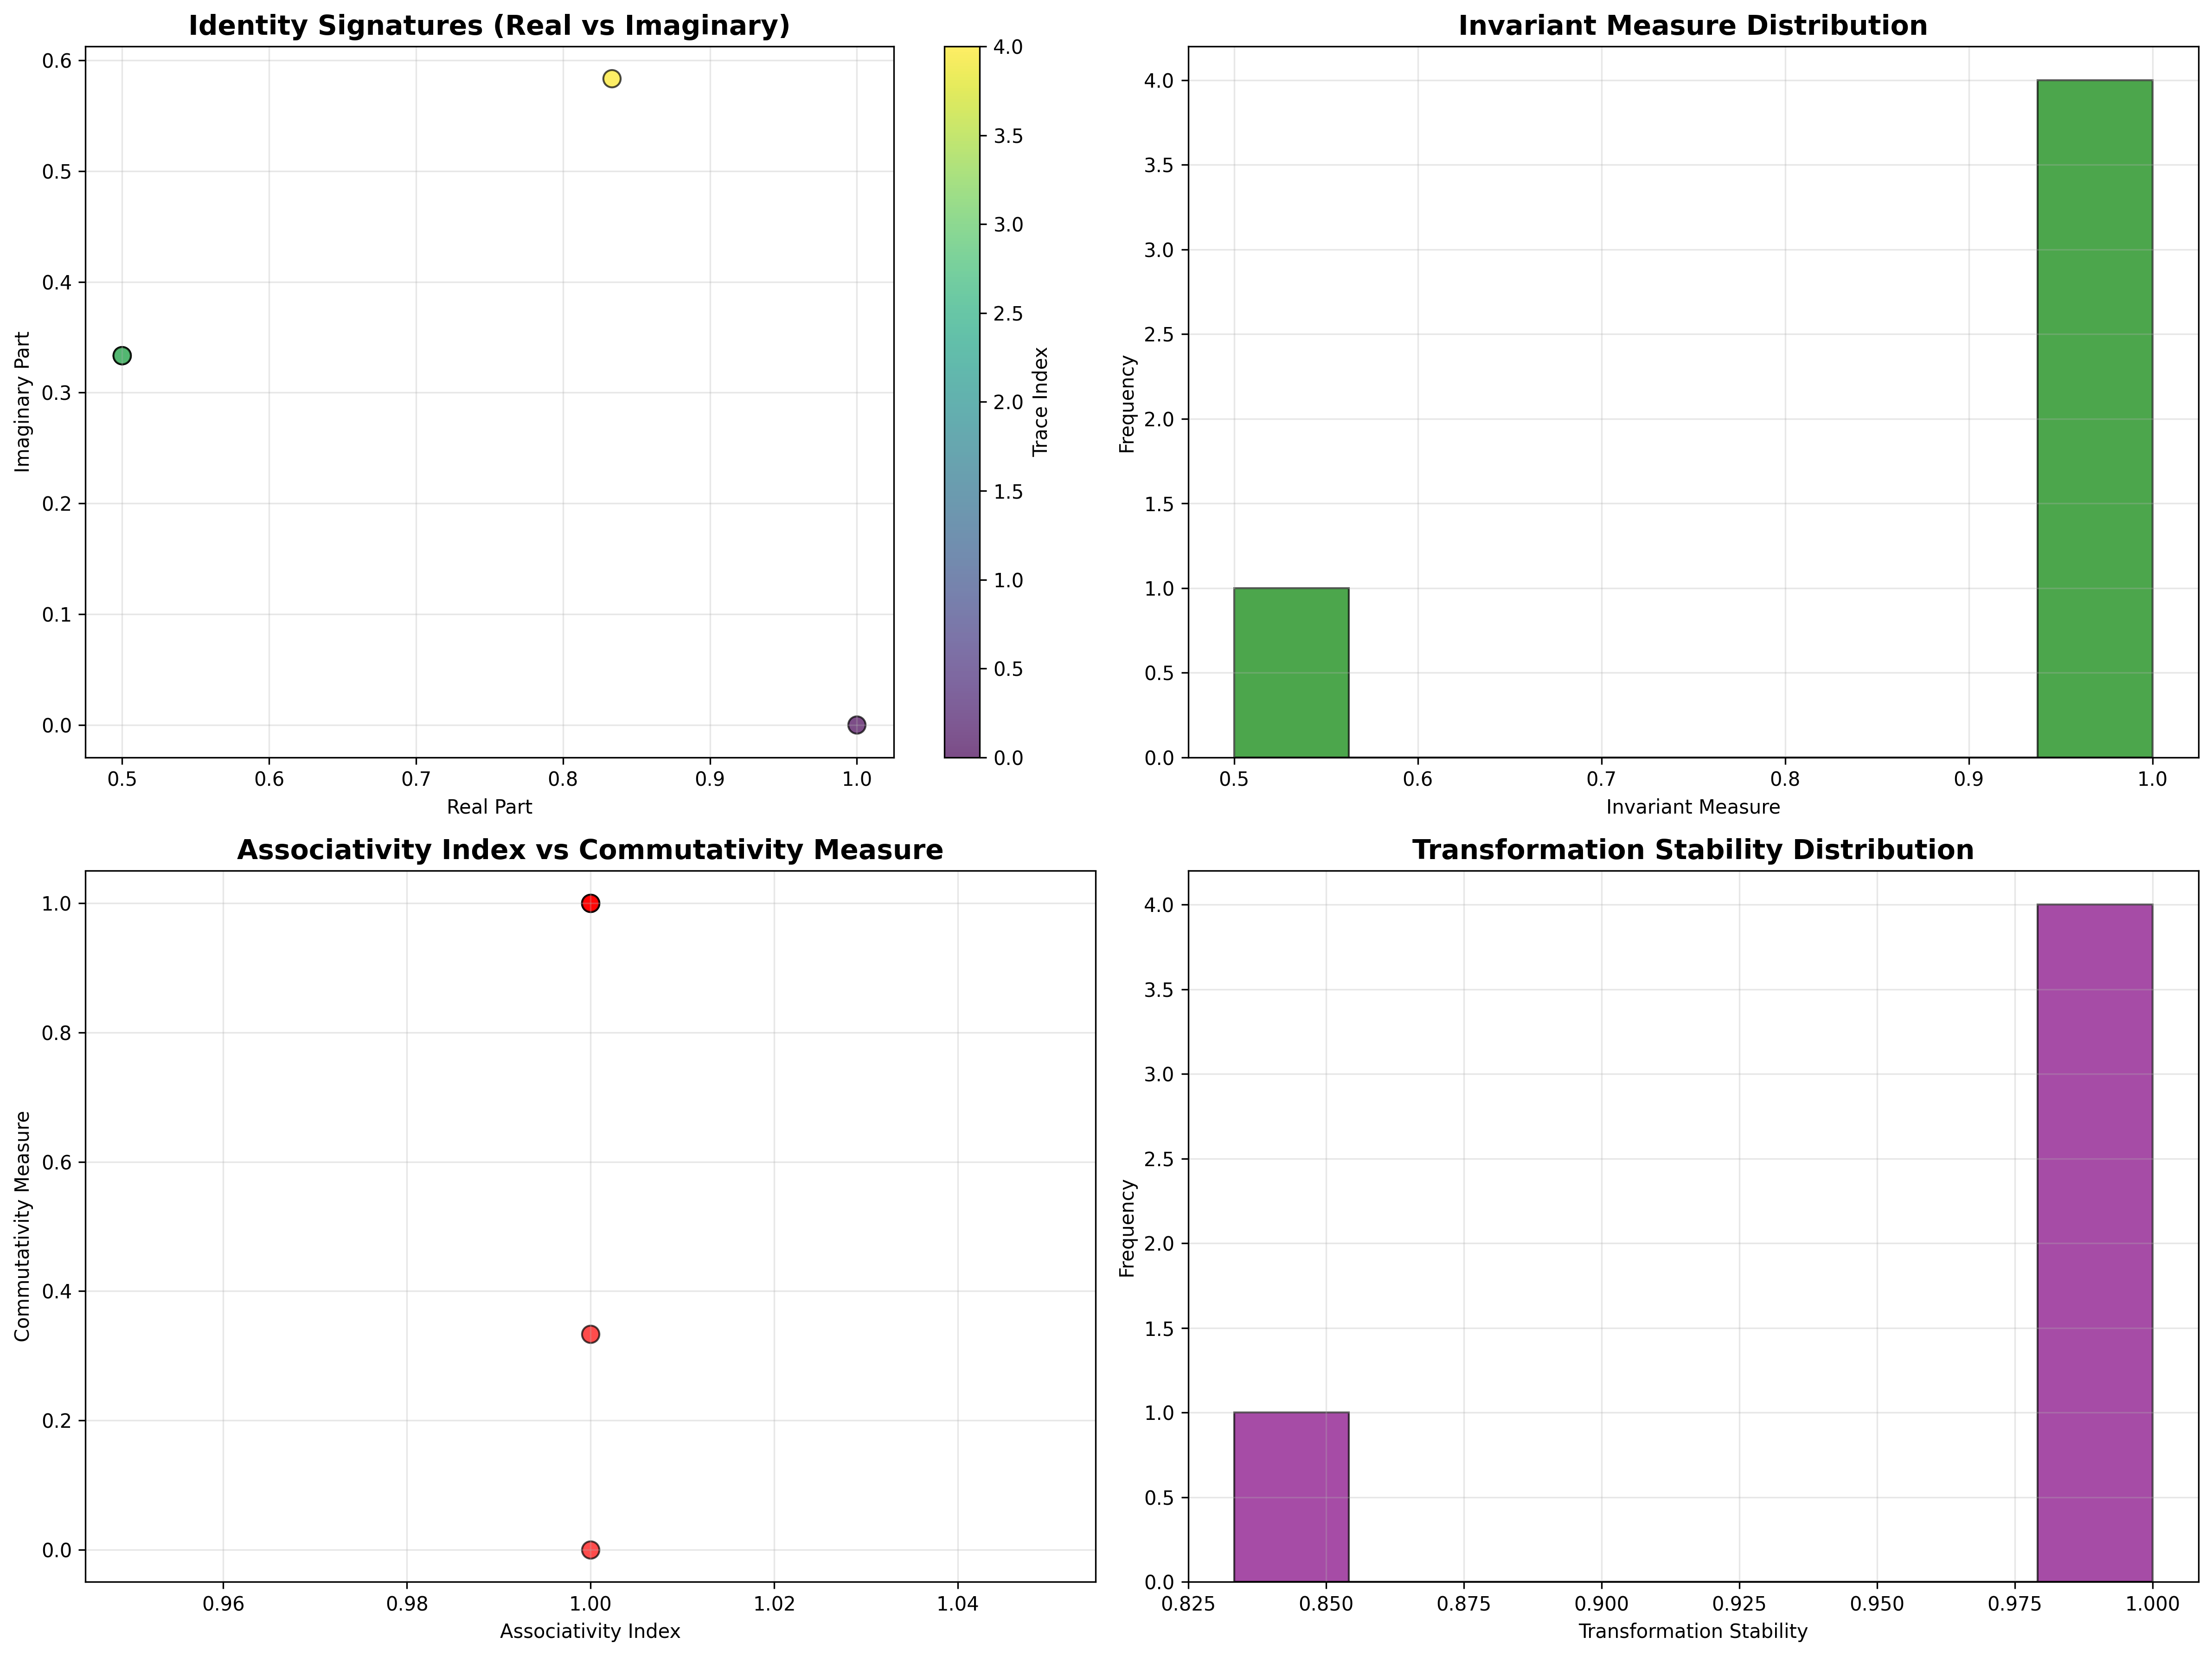 Identity Signatures (Real vs Imaginary)
Imaginary Part
0.6
0.5
0.4
0.3
0.2
0.1
0.0
0.5 0.6 0.7 0.8 0.9 1.0
Real Part
4.0
3.5
3.0
2.5
2.0
1.5
1.0
0.5
0.0
Trace Index
Invariant Measure Distribution
Frequency
4.0
3.5
3.0
2.5
2.0
1.5
1.0
0.5
0.0
0.5 0.6 0.7 0.8 0.9 1.0
Invariant Measure
Associativity Index vs Commutativity Measure
Commutativity Measure
1.0
0.8
0.6
0.4
0.2
0.0
0.96 0.98 1.00 1.02 1.04
Associativity Index
Transformation Stability Distribution
Frequency
4.0
3.5
3.0
2.5
2.0
1.5
1.0
0.5
0.0
0.825 0.850 0.875 0.900 0.925 0.950 0.975 1.000
Transformation Stability